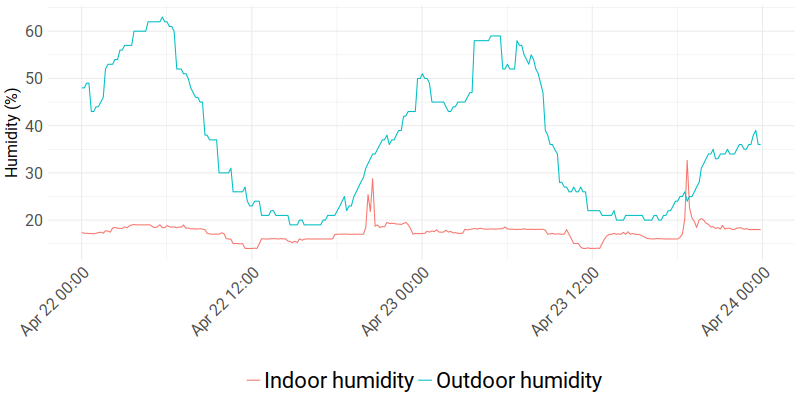 Humidity (%)
60
50
40
30
20
Apr 22 00:00
Apr 22 12:00
Apr 23 00:00
Apr 23 12:00
Apr 24 00:00
Indoor humidity Outdoor humidity